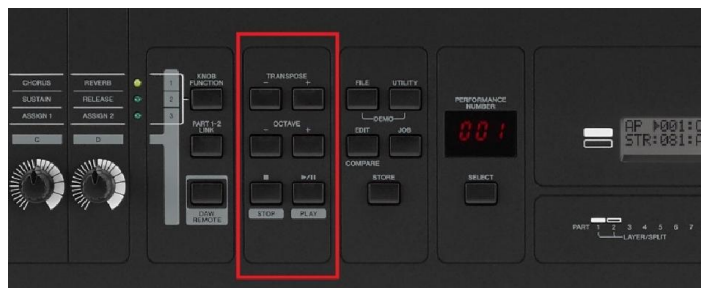 CHORUS REVERB
SUSTAIN RELEASE
ASSIGN 1 ASSIGN 2
C D
1
2
3
KNOB
FUNCTION
PART 1-2
LINK
DAW
REMOTE
TRANSPOSE
− +
OCTAVE
− +
■ ▶/II
STOP PLAY
FILE UTILITY
DEMO
EDIT JOB
COMPARE
STORE
PERFORMANCE
NUMBER
001
SELECT
AP ▶001:C
STR:081:A
PART 1 2 3 4 5 6 7
LAYER/SPLIT